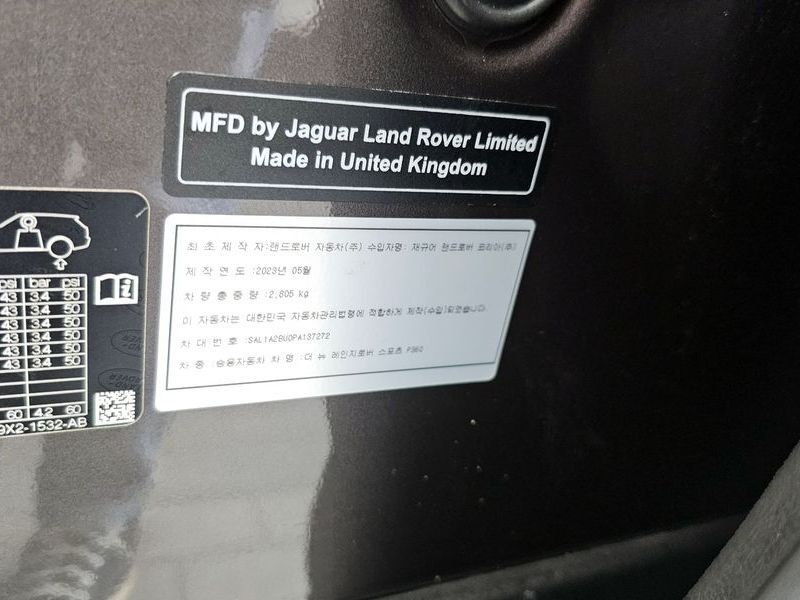 MFD by Jaguar Land Rover Limited
Made in United Kingdom
최 초 제 작 자:랜드로버 자동차(주) 수입자명: 재규어 랜드로버 코리아(주)
제 작 연 도 :2023년 05월
차 량 총 중 량 :2,805 kg
이 자동차는 대한민국 자동차관리법령에 적합하게 제작(수입)되었습니다.
차 대 번 호 :SAL1A2BU0PA137272
차 종 :승용자동차 차 명 :더 뉴 레인지로버 스포츠 P360
psi bar psi
43 3.4 50
43 3.4 50
43 3.4 50
43 3.4 50
43 3.4 50
43 3.4 50
60 4.2 60
9X2-1532-AB